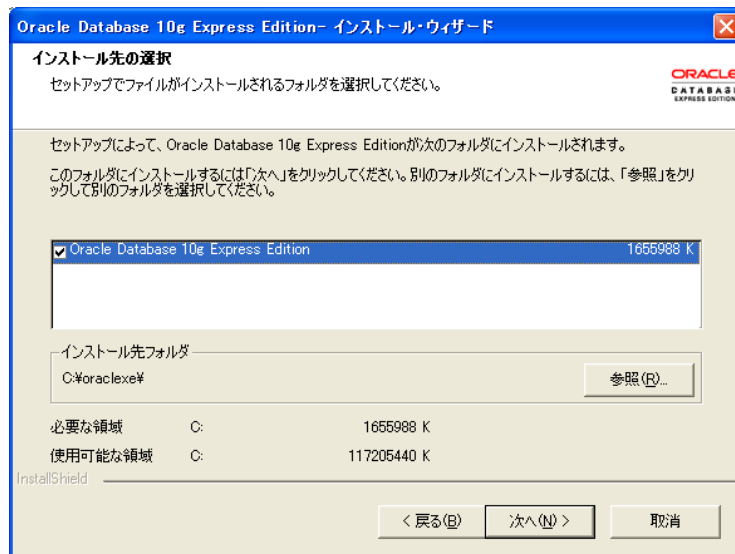 Oracle Database 10g Express Edition- インストール・ウィザード
インストール先の選択
セットアップでファイルがインストールされるフォルダを選択してください。
ORACLE
DATABASE
EXPRESS EDITION
セットアップによって、Oracle Database 10g Express Editionが次のフォルダにインストールされます。
このフォルダにインストールするには「次へ」をクリックしてください。別のフォルダにインストールするには、「参照」をクリ
ックして別のフォルダを選択してください。
Oracle Database 10g Express Edition 1655988 K
インストール先フォルダ
C:¥oraclexe¥ 参照(R)...
必要な領域 C: 1655988 K
使用可能な領域 C: 117205440 K
InstallShield
< 戻る(B) 次へ(N) > 取消